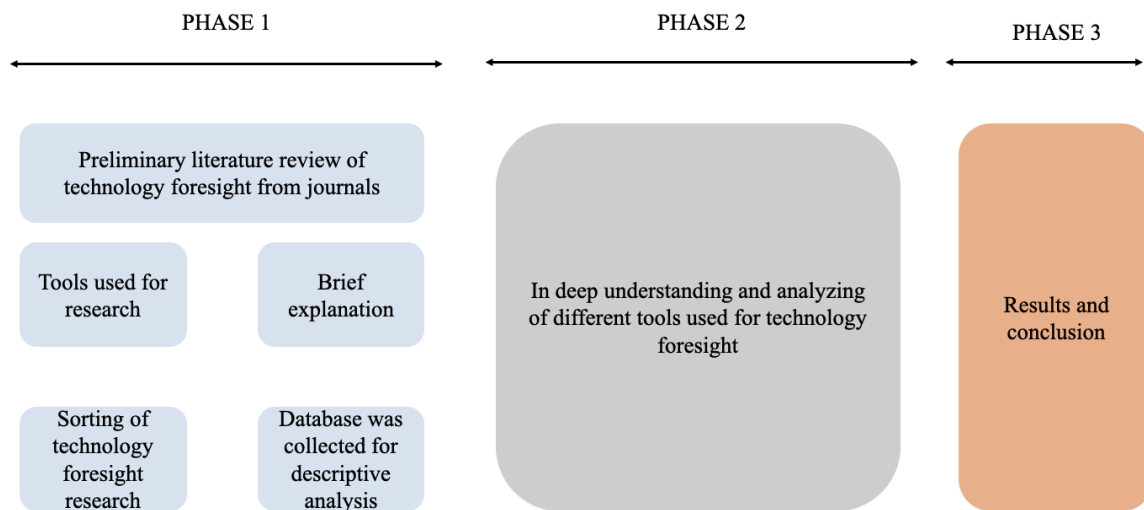 PHASE 1
PHASE 2
PHASE 3
Preliminary literature review of
technology foresight from journals
Tools used for
research
Brief
explanation
Sorting of
technology
foresight
research
Database was
collected for
descriptive
analysis
In deep understanding and analyzing
of different tools used for technology
foresight
Results and
conclusion